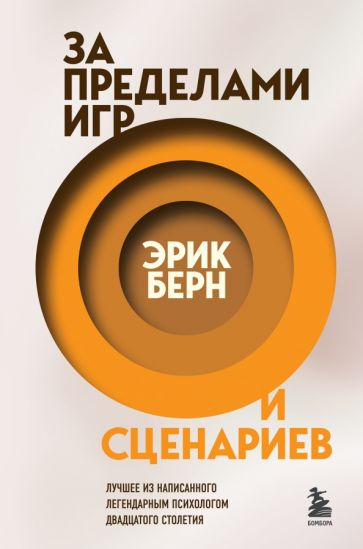 ЗА
ПРЕДЕЛАМИ
ИГР
ЭРИК
БЕРН
И
СЦЕНАРИЕВ
ЛУЧШЕЕ ИЗ НАПИСАННОГО
ЛЕГЕНДАРНЫМ ПСИХОЛОГОМ
ДВАДЦАТОГО СТОЛЕТИЯ
БОМБОРА